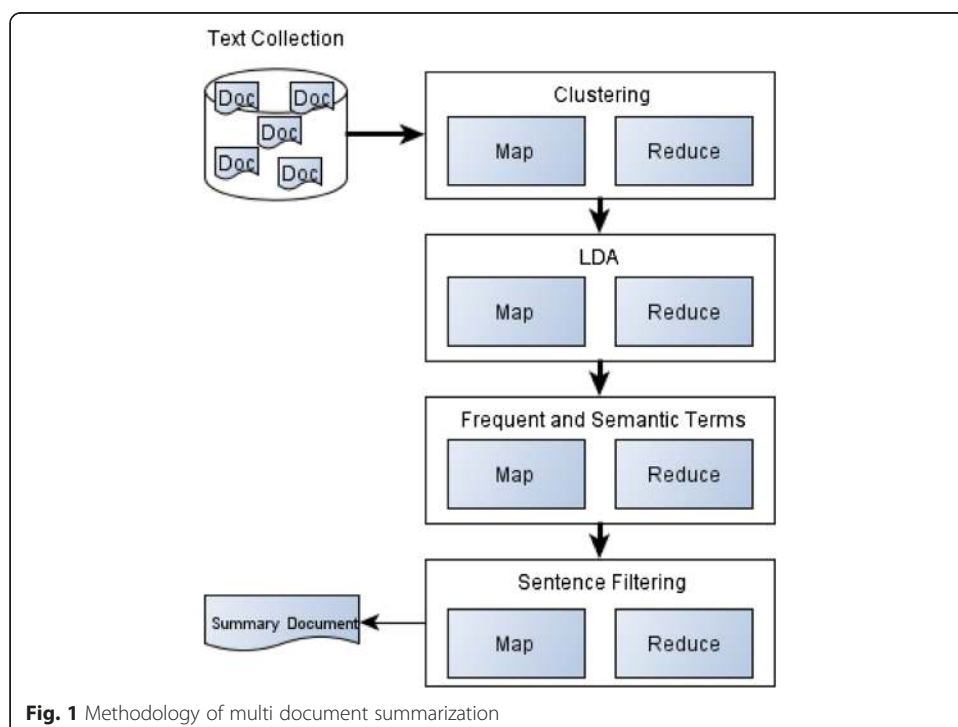 Text Collection
Doc
Doc
Doc
Doc
Doc
Clustering
Map
Reduce
LDA
Map
Reduce
Frequent and Semantic Terms
Map
Reduce
Sentence Filtering
Map
Reduce
Summary Document
Fig. 1 Methodology of multi document summarization